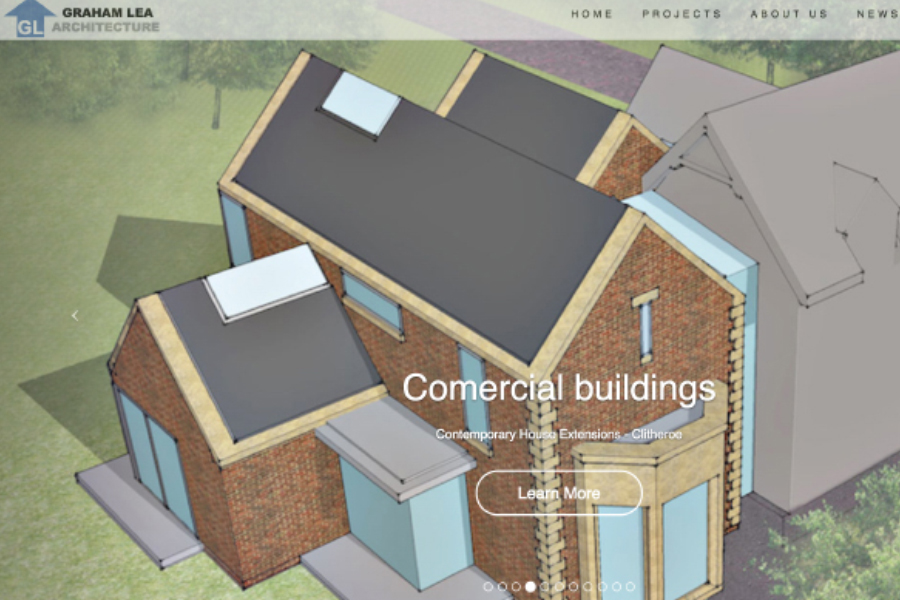 GRAHAM LEA
GL ARCHITECTURE
HOME PROJECTS ABOUT US NEWS
Comercial buildings
Contemporary House Extensions - Clitheroe
Learn More